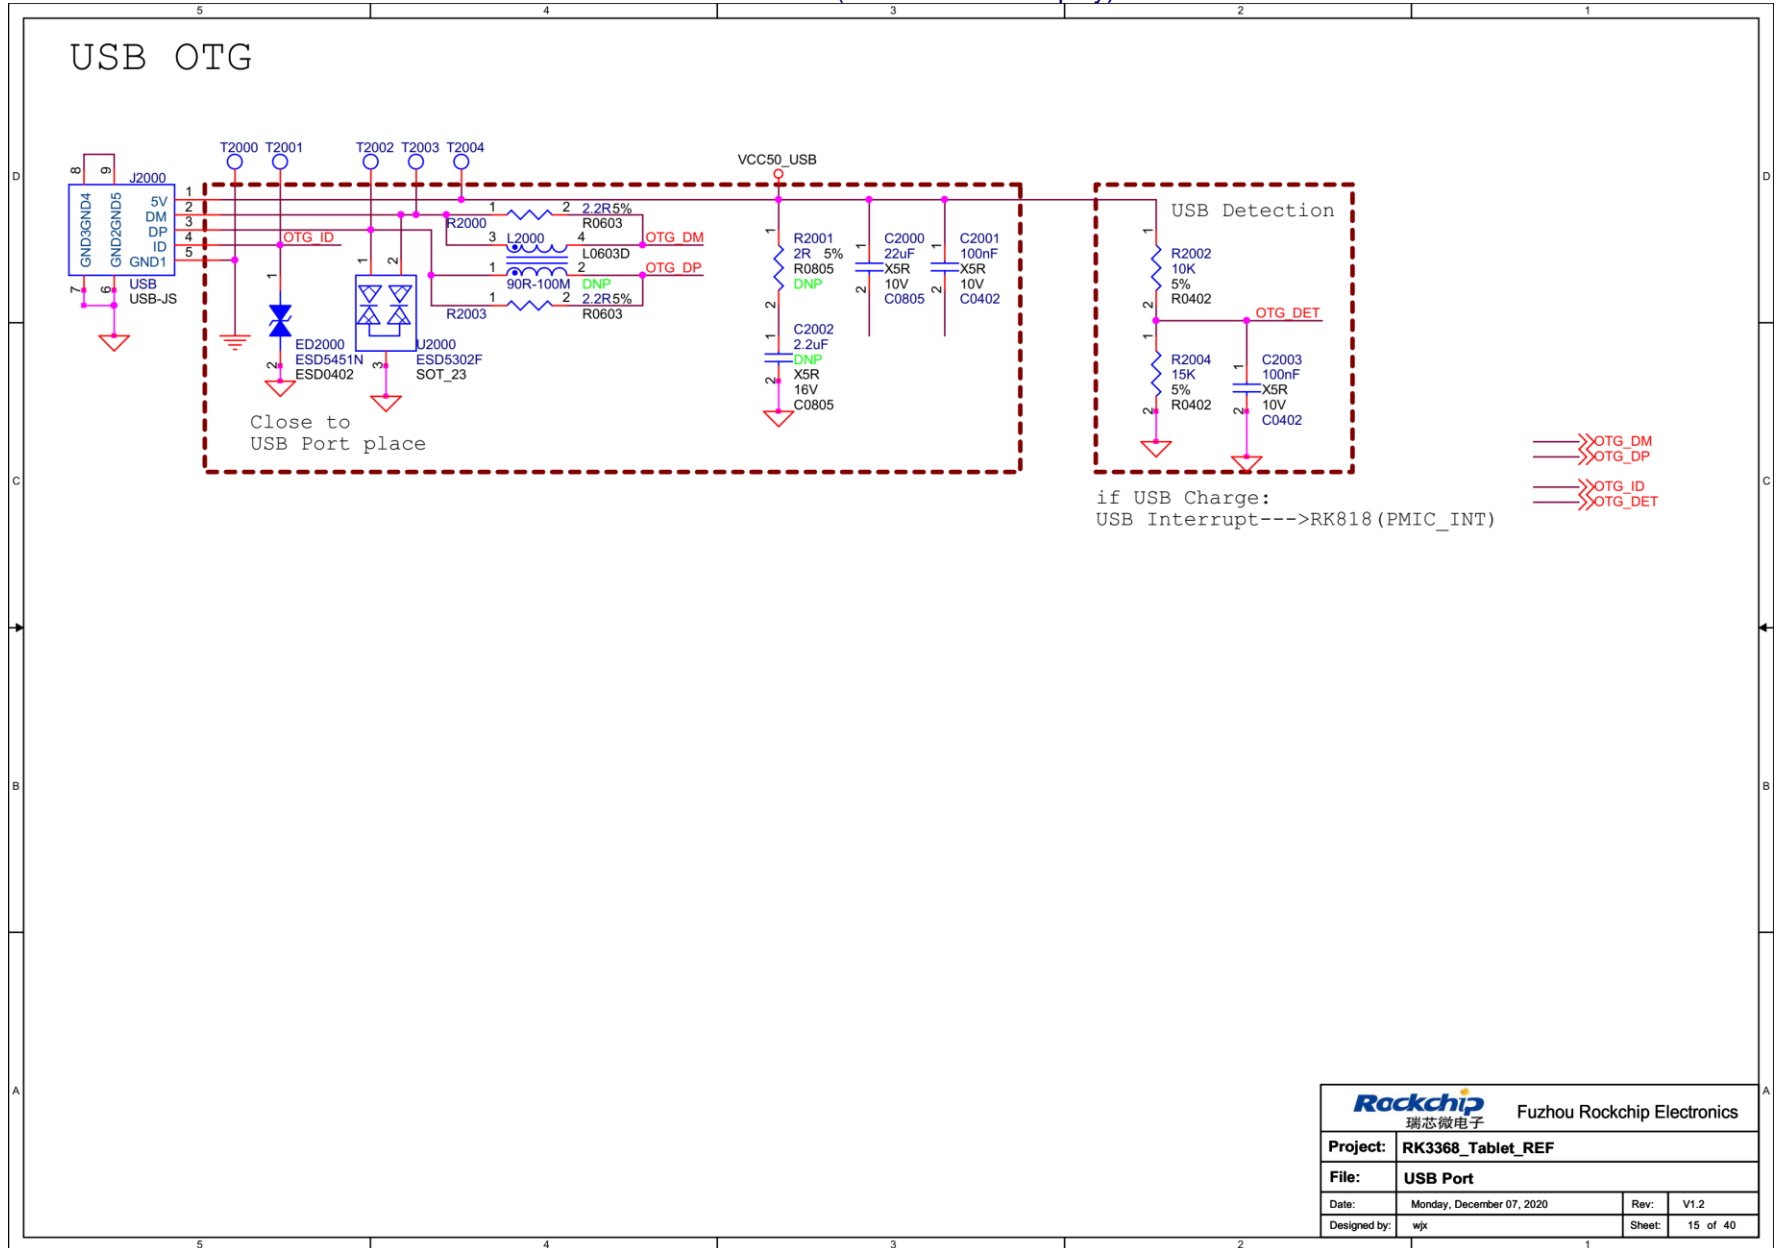 5 4 3 2 1
USB OTG
T2000 T2001 T2002 T2003 T2004
VCC50_USB
D D
8 9
J2000
GND3GND4
GND2GND5
5V 1
DM 2
DP 3
ID 4
GND1 5
7 6
USB
USB-JS
OTG_ID
1
2
ED2000
ESD5451N
ESD0402
1 2
3
U2000
ESD5302F
SOT_23
R2000
1 2 2.2R5%
R0603
3 L2000 4
L0603D
OTG_DM
1 2
90R-100M DNP
OTG_DP
R2003
1 2 2.2R5%
R0603
Close to
USB Port place
1
R2001
2R 5%
R0805
DNP
2
1
C2002
2.2uF
DNP
X5R
16V
C0805
2
1
C2000
22uF
X5R
10V
C0805
2
1
C2001
100nF
X5R
10V
C0402
2
USB Detection
1
R2002
10K
5%
R0402
2
OTG_DET
1
R2004
15K
5%
R0402
2
1
C2003
100nF
X5R
10V
C0402
2
if USB Charge:
USB Interrupt--->RK818(PMIC_INT)
OTG_DM
OTG_DP
OTG_ID
OTG_DET
C C
B B
A A
Rockchip
瑞芯微电子
Fuzhou Rockchip Electronics
Project: RK3368_Tablet_REF
File: USB Port
Date: Monday, December 07, 2020 Rev: V1.2
Designed by: wjx Sheet: 15 of 40
5 4 3 2 1